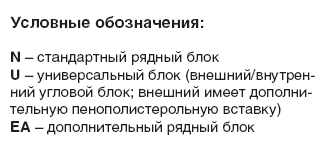 Условные обозначения:
N – стандартный рядный блок
U – универсальный блок (внешний/внутрен-
ний угловой блок; внешний имеет дополни-
тельную пенополистерольную вставку)
EA – дополнительный рядный блок